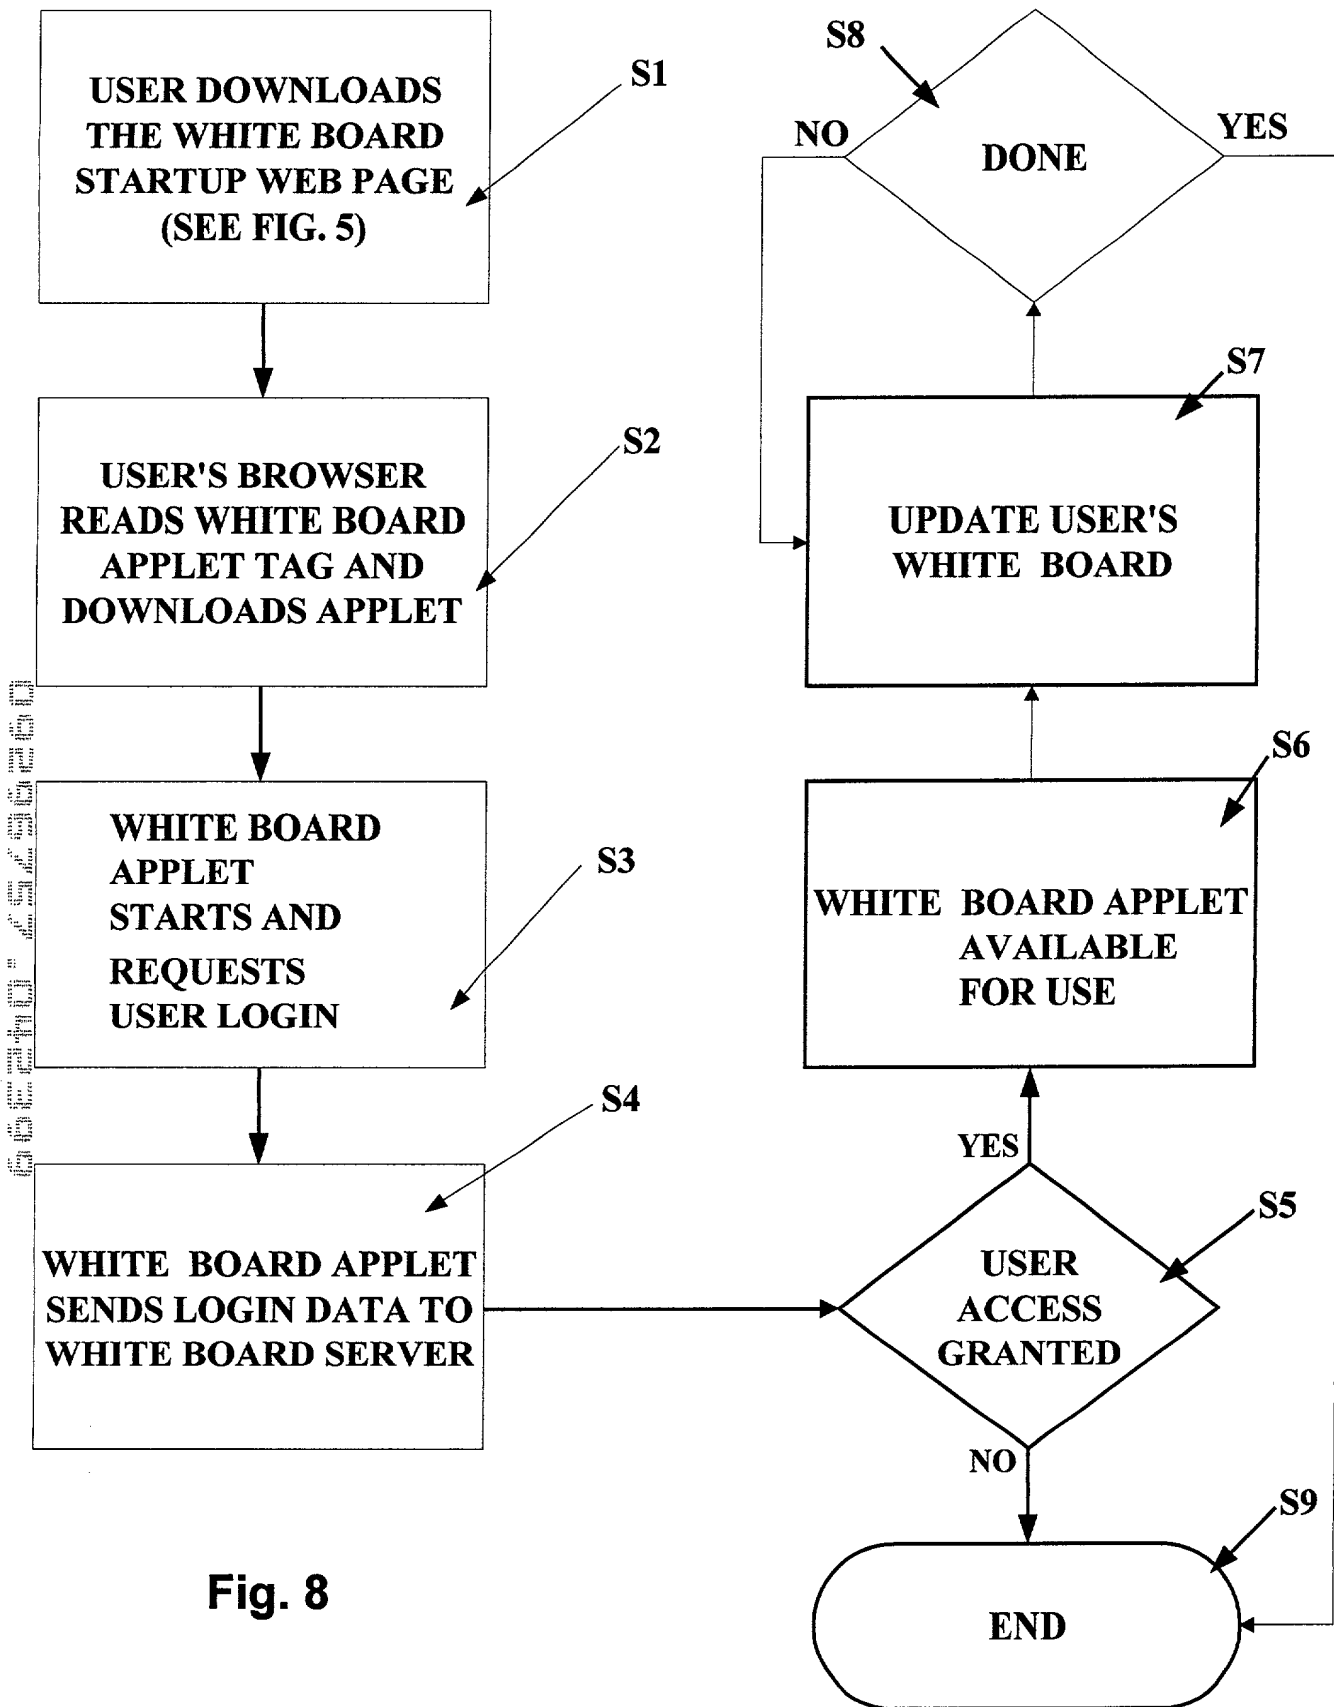 USER DOWNLOADS
THE WHITE BOARD
STARTUP WEB PAGE
(SEE FIG. 5)
S1
USER'S BROWSER
READS WHITE BOARD
APPLET TAG AND
DOWNLOADS APPLET
S2
WHITE BOARD
APPLET
STARTS AND
REQUESTS
USER LOGIN
S3
WHITE BOARD APPLET
SENDS LOGIN DATA TO
WHITE BOARD SERVER
S4
S8
NO
DONE
YES
S7
UPDATE USER'S
WHITE BOARD
S6
WHITE BOARD APPLET
AVAILABLE
FOR USE
YES
S5
USER
ACCESS
GRANTED
NO
S9
END
Fig. 8